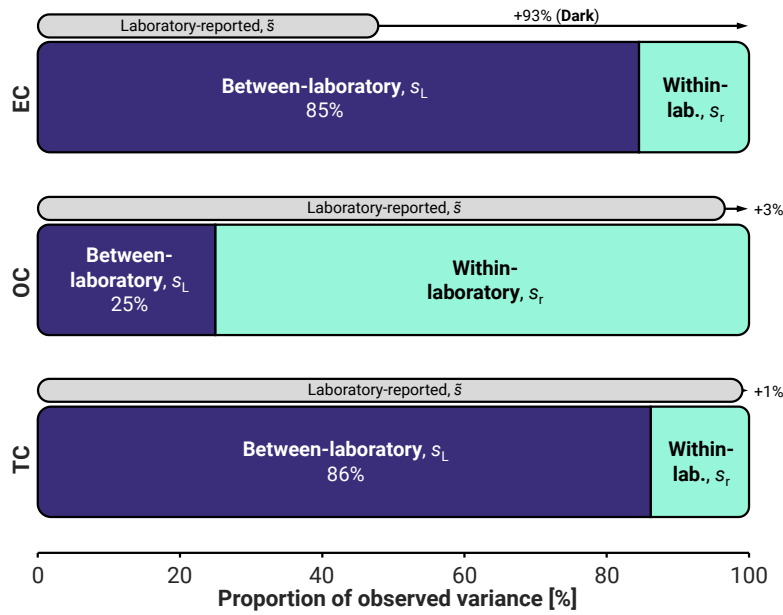 Laboratory-reported, s̃
+93% (Dark)
EC
Between-laboratory, sL
85%
Within-
lab., sr
Laboratory-reported, s̃
+3%
OC
Between-
laboratory, sL
25%
Within-
laboratory, sr
Laboratory-reported, s̃
+1%
TC
Between-laboratory, sL
86%
Within-
lab., sr
0 20 40 60 80 100
Proportion of observed variance [%]